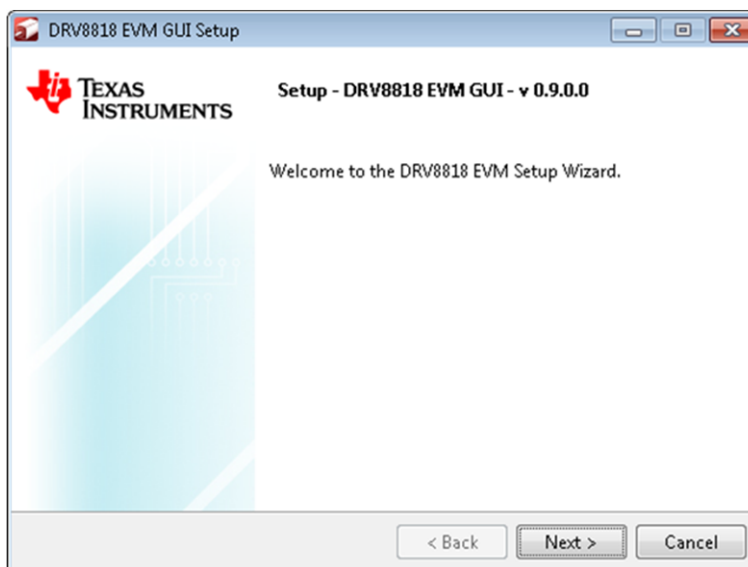 DRV8818 EVM GUI Setup
TEXAS
INSTRUMENTS
Setup - DRV8818 EVM GUI - v 0.9.0.0
Welcome to the DRV8818 EVM Setup Wizard.
< Back
Next >
Cancel